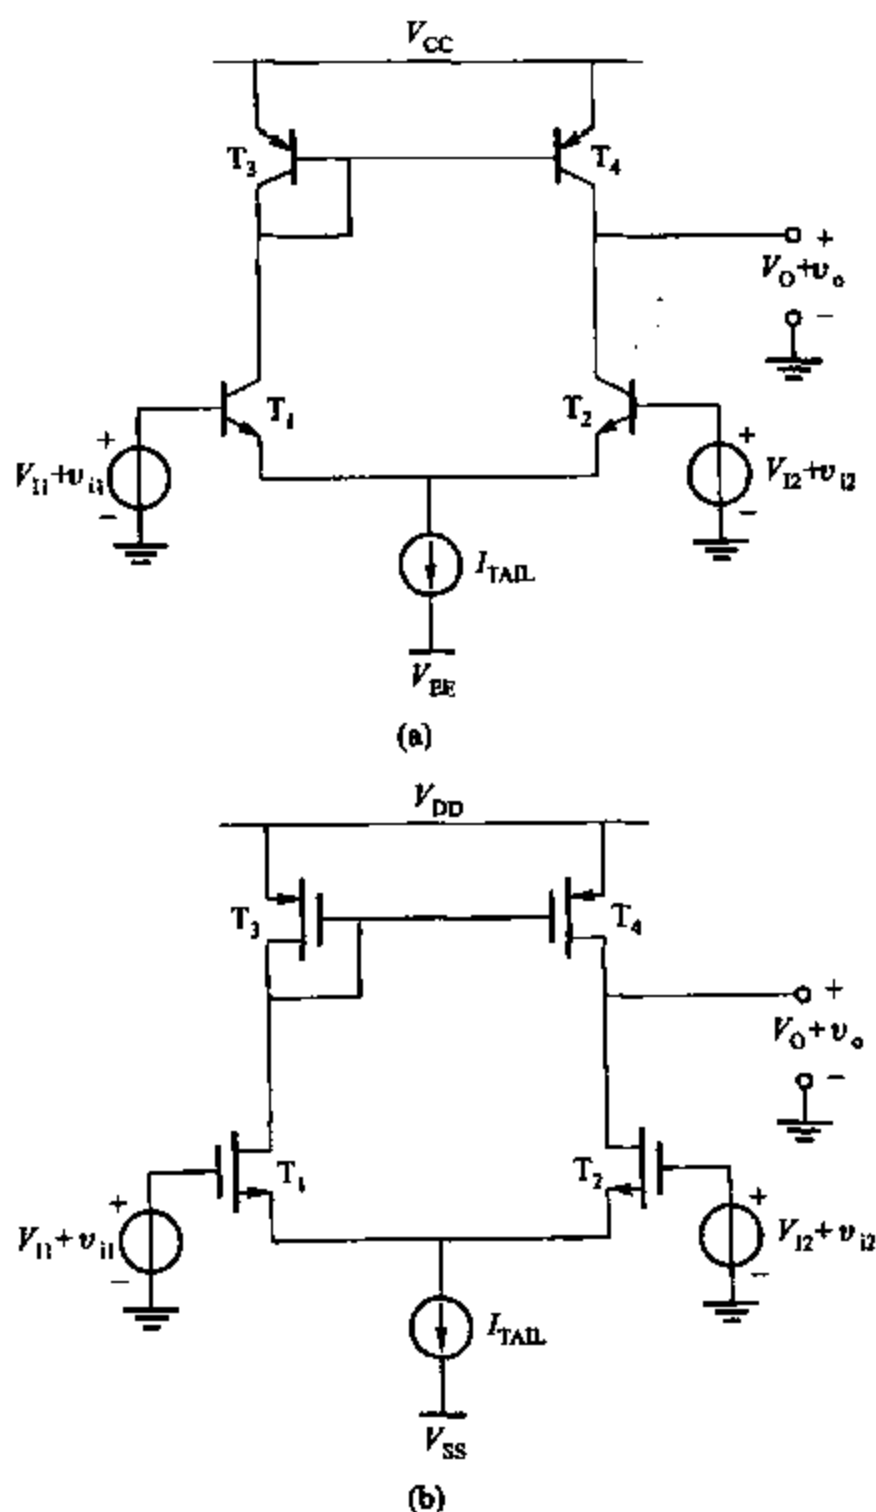 V_CC
T_3
T_4
+
V_O+v_o
−
T_1
T_2
+
V_I1+v_i1
−
+
V_I2+v_i2
−
I_TAIL
V_EE
(a)
V_DD
T_3
T_4
+
V_O+v_o
−
T_1
T_2
+
V_I1+v_i1
−
+
V_I2+v_i2
−
I_TAIL
V_SS
(b)